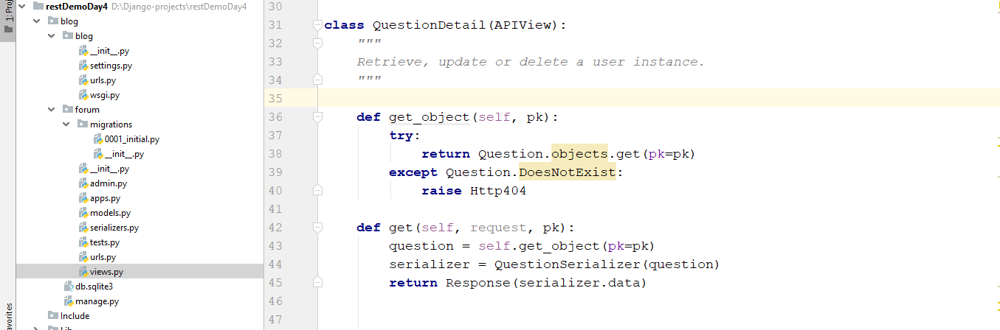 1: Project
restDemoDay4 D:\Django-projects\restDemoDay4
blog
blog
__init__.py
settings.py
urls.py
wsgi.py
forum
migrations
0001_initial.py
__init__.py
__init__.py
admin.py
apps.py
models.py
serializers.py
tests.py
urls.py
views.py
db.sqlite3
manage.py
Include
Lib
avorites
30
31 class QuestionDetail(APIView):
32 """
33 Retrieve, update or delete a user instance.
34 """
35
36 def get_object(self, pk):
37 try:
38 return Question.objects.get(pk=pk)
39 except Question.DoesNotExist:
40 raise Http404
41
42 def get(self, request, pk):
43 question = self.get_object(pk=pk)
44 serializer = QuestionSerializer(question)
45 return Response(serializer.data)
46
47